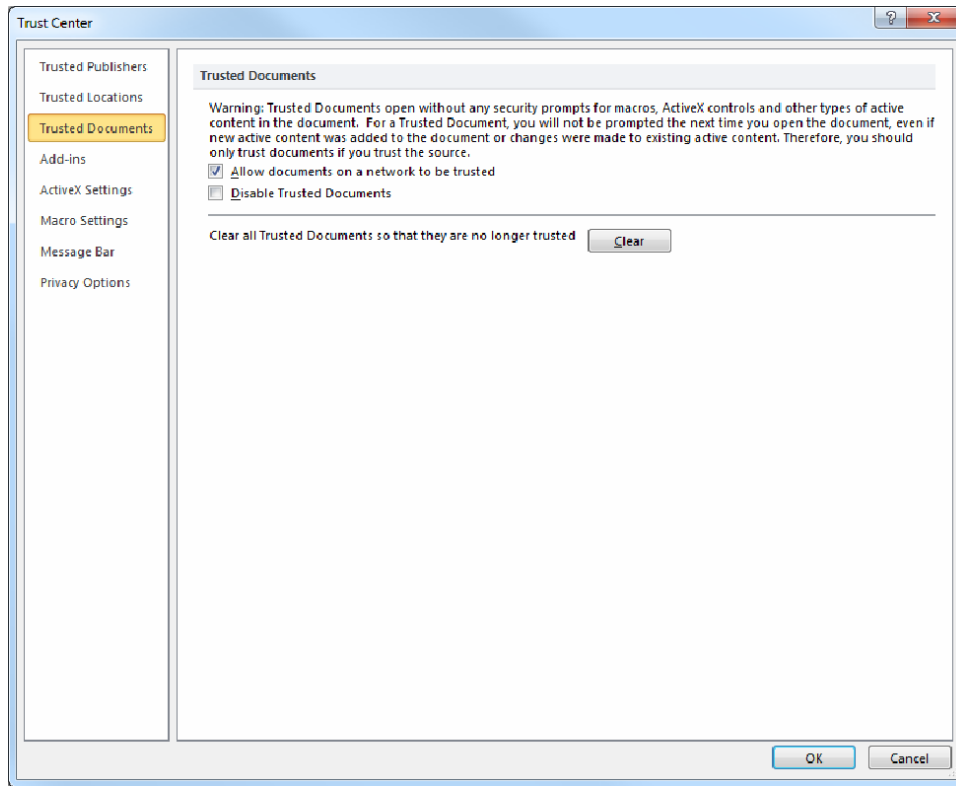 Trust Center
Trusted Publishers
Trusted Locations
Trusted Documents
Add-ins
ActiveX Settings
Macro Settings
Message Bar
Privacy Options
Trusted Documents
Warning: Trusted Documents open without any security prompts for macros, ActiveX controls and other types of active
content in the document.  For a Trusted Document, you will not be prompted the next time you open the document, even if
new active content was added to the document or changes were made to existing active content. Therefore, you should
only trust documents if you trust the source.
Allow documents on a network to be trusted
Disable Trusted Documents
Clear all Trusted Documents so that they are no longer trusted Clear
OK Cancel